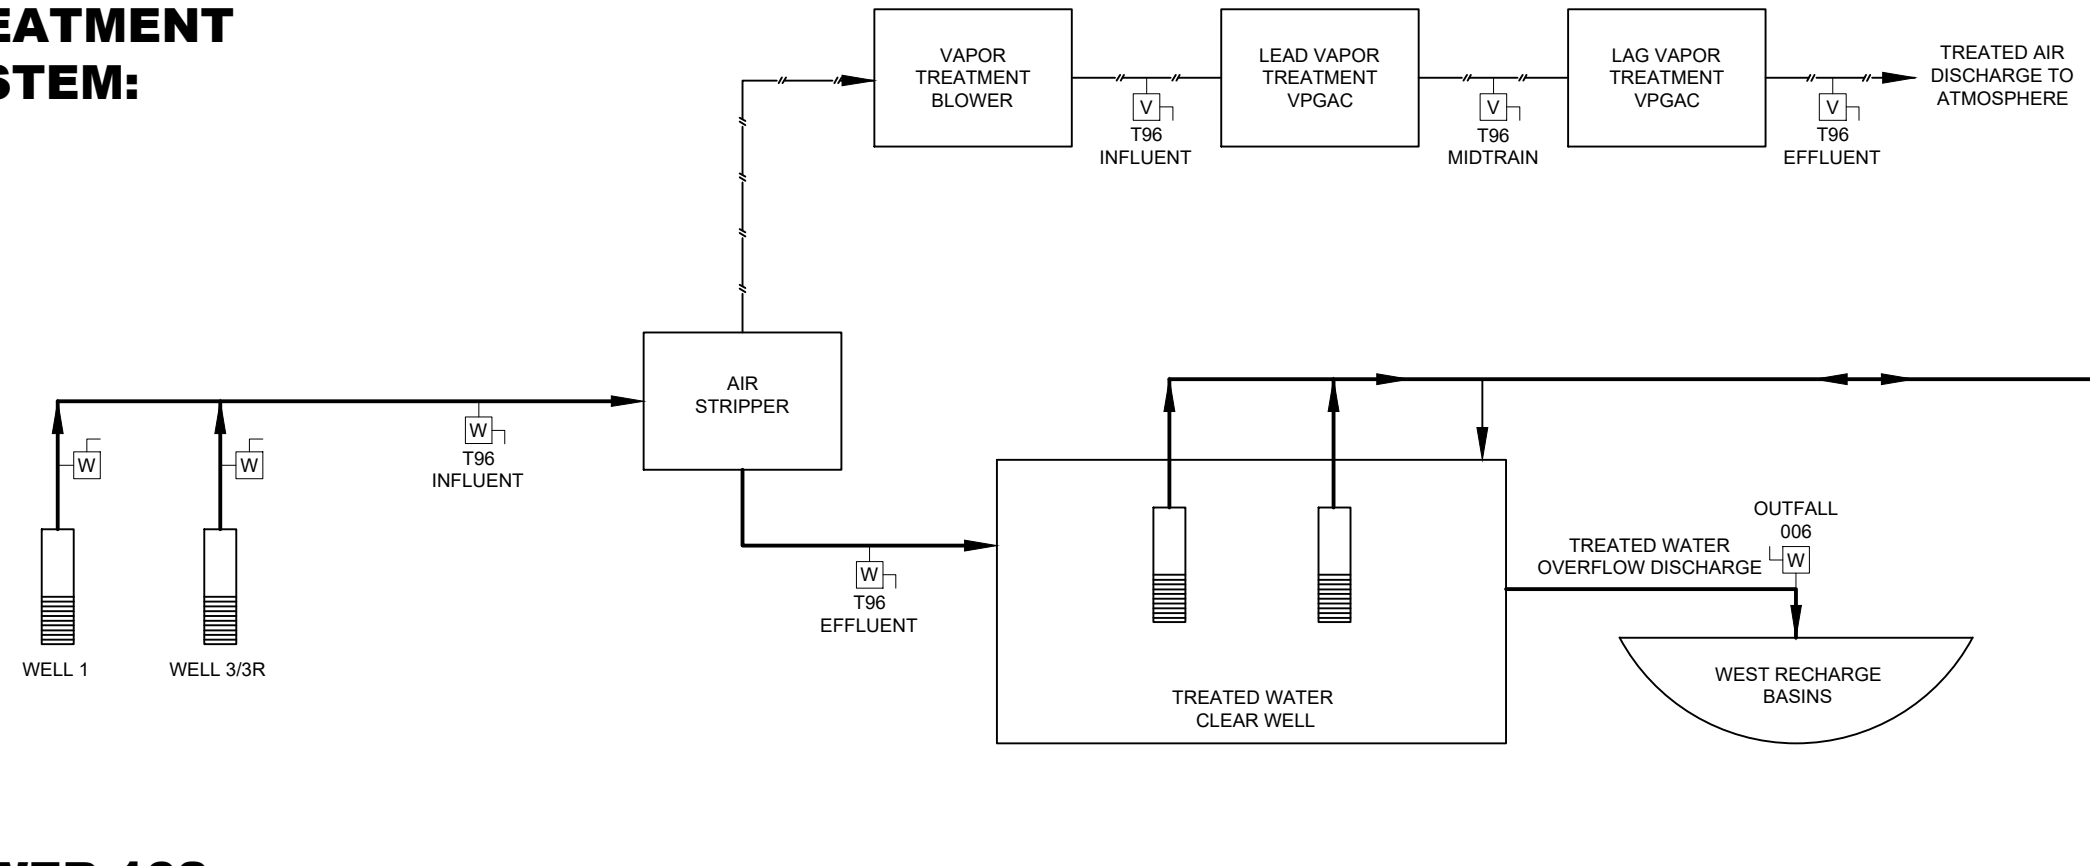 EATMENT
STEM:
VAPOR
TREATMENT
BLOWER
V
T96
INFLUENT
LEAD VAPOR
TREATMENT
VPGAC
V
T96
MIDTRAIN
LAG VAPOR
TREATMENT
VPGAC
V
T96
EFFLUENT
TREATED AIR
DISCHARGE TO
ATMOSPHERE
AIR
STRIPPER
W
W
W
T96
INFLUENT
WELL 1
WELL 3/3R
W
T96
EFFLUENT
TREATED WATER
CLEAR WELL
TREATED WATER
OVERFLOW DISCHARGE
OUTFALL
006
W
WEST RECHARGE
BASINS